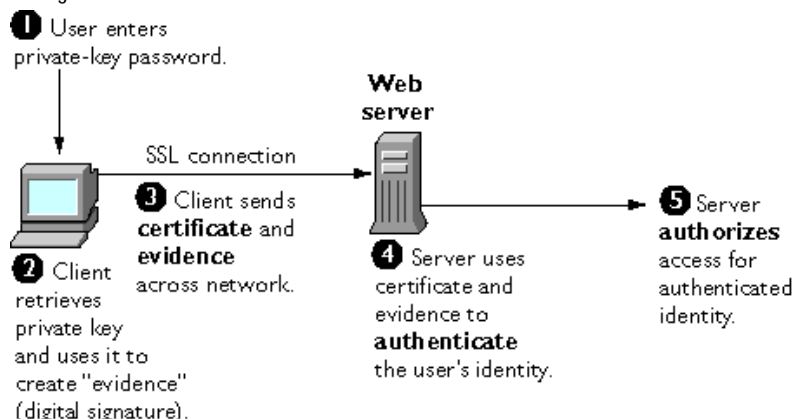 1 User enters
private-key password.
Web
server
SSL connection
3 Client sends
certificate and
evidence
across network.
2 Client
retrieves
private key
and uses it to
create "evidence"
(digital signature).
4 Server uses
certificate and
evidence to
authenticate
the user's identity.
5 Server
authorizes
access for
authenticated
identity.